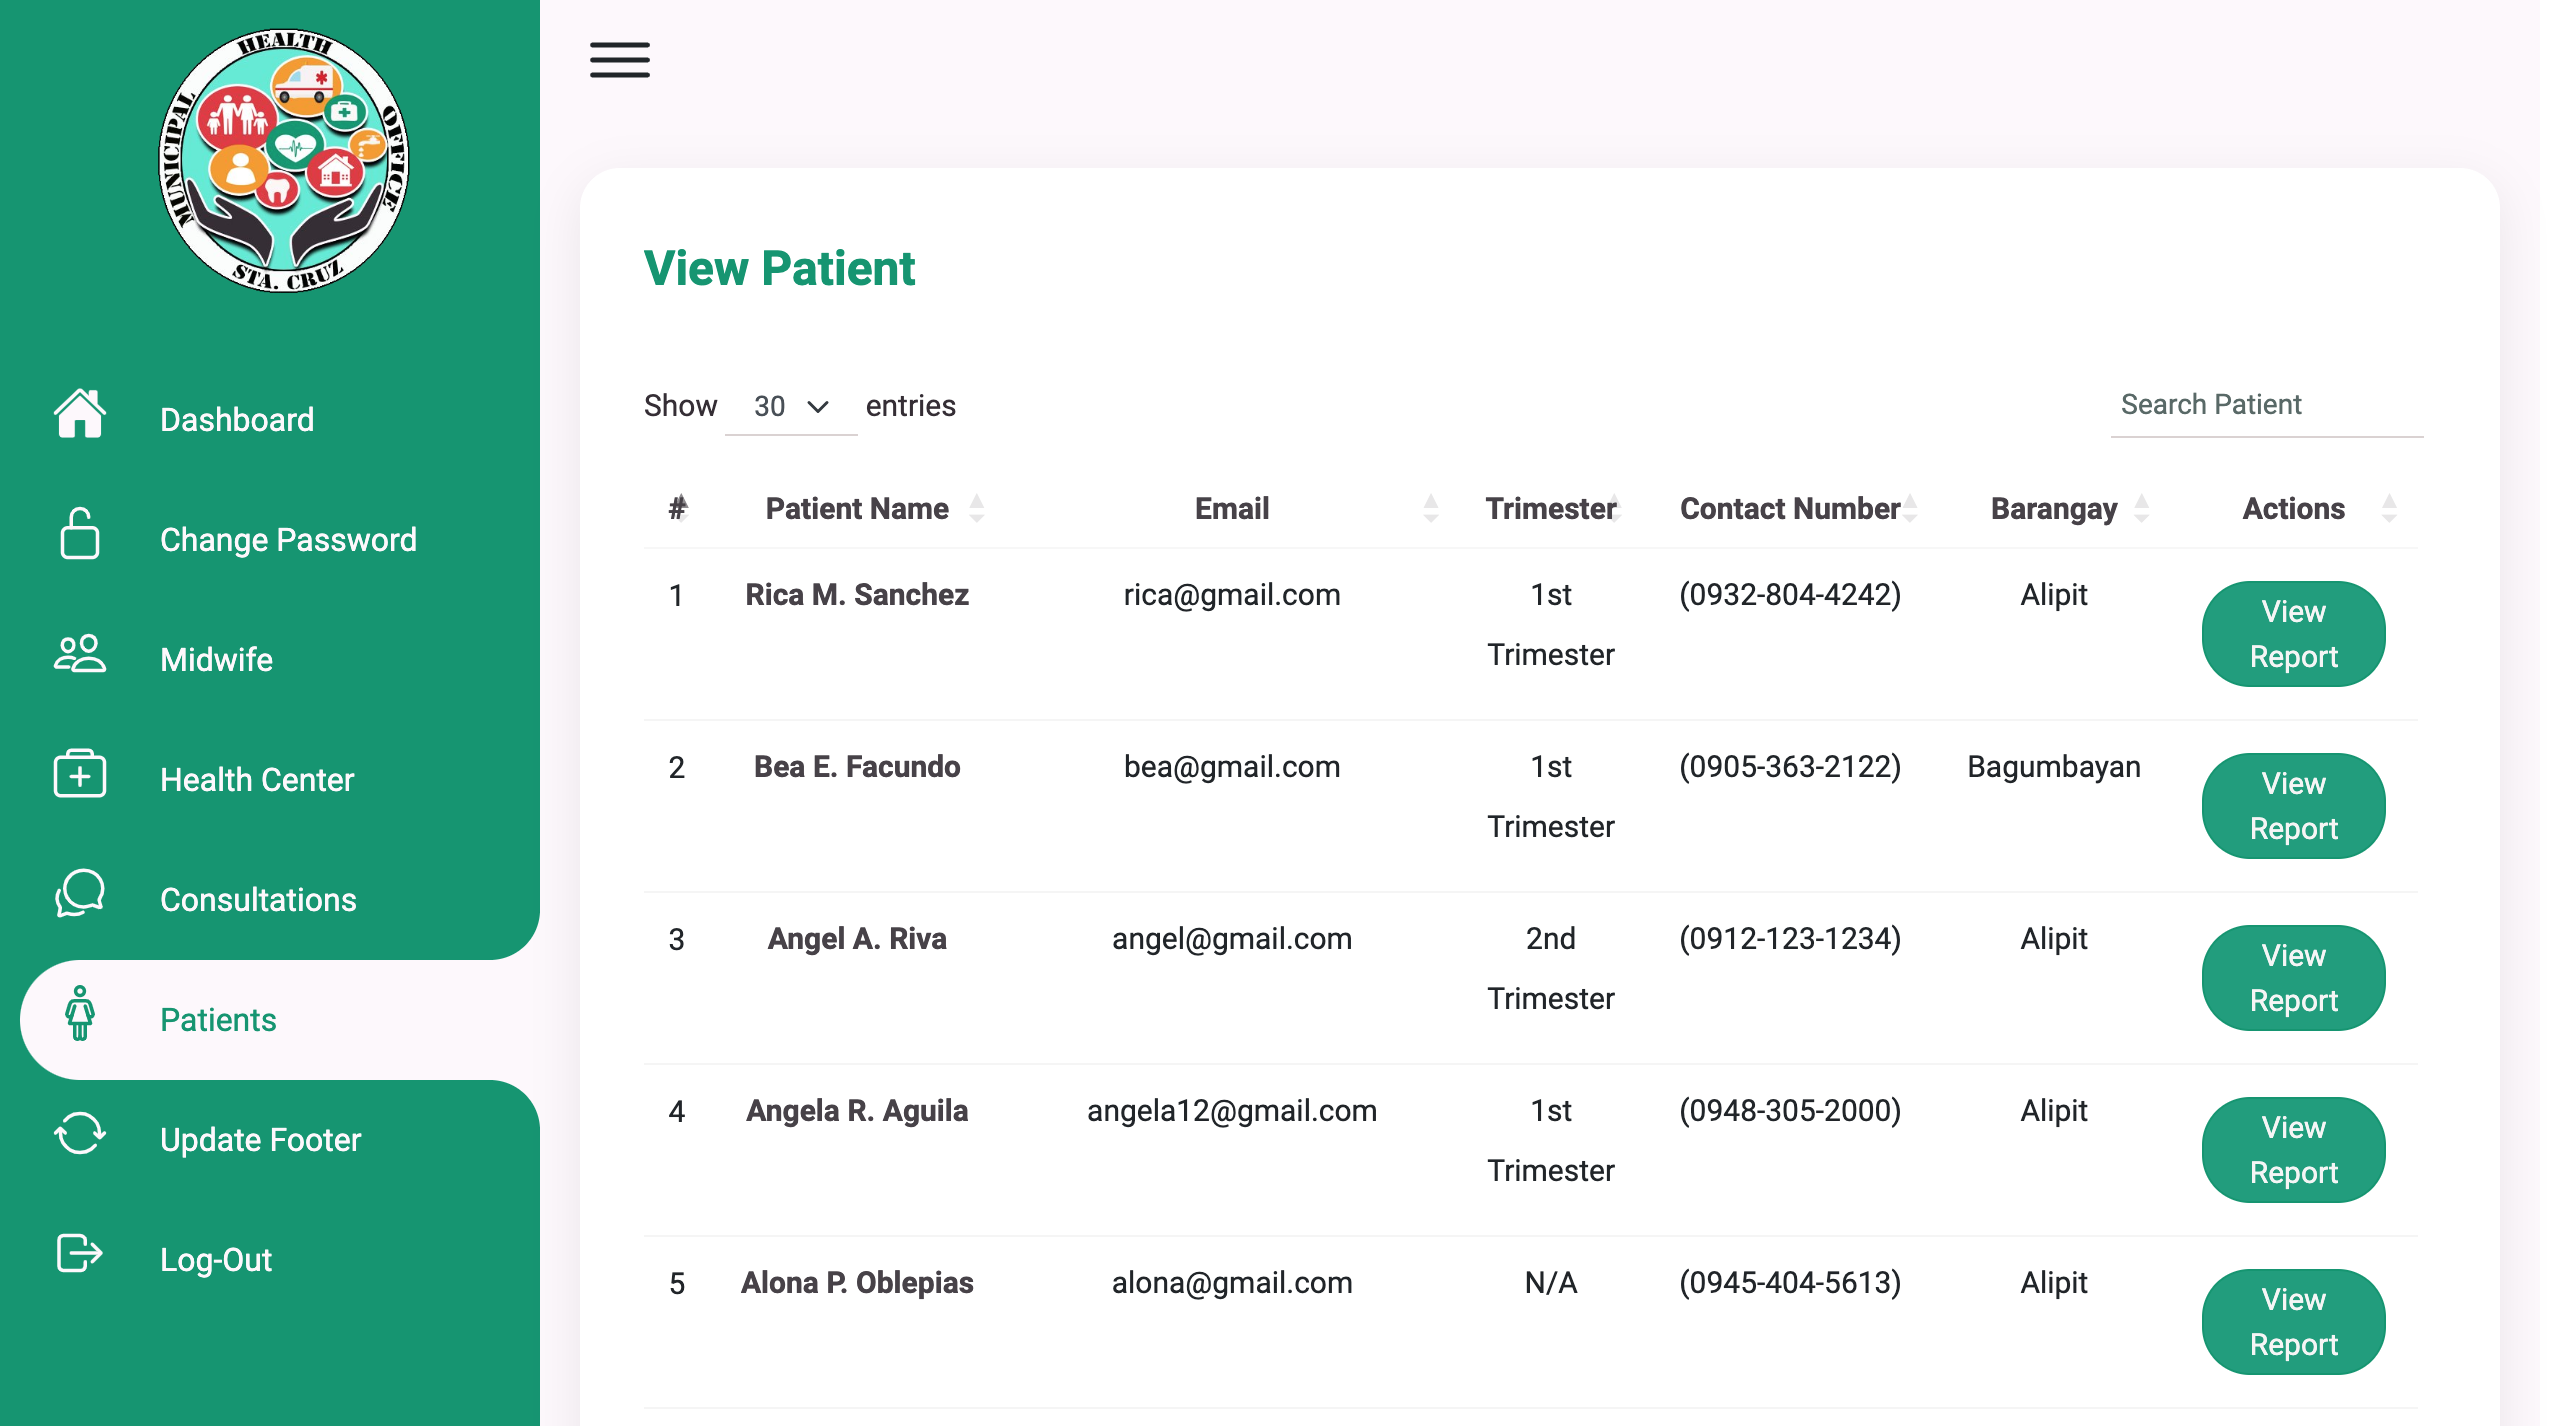 MUNICIPAL HEALTH OFFICE
STA. CRUZ
Dashboard
Change Password
Midwife
Health Center
Consultations
Patients
Update Footer
Log-Out
View Patient
Show 30 entries
Search Patient
# Patient Name Email Trimester Contact Number Barangay Actions
1 Rica M. Sanchez rica@gmail.com 1st Trimester (0932-804-4242) Alipit View Report
2 Bea E. Facundo bea@gmail.com 1st Trimester (0905-363-2122) Bagumbayan View Report
3 Angel A. Riva angel@gmail.com 2nd Trimester (0912-123-1234) Alipit View Report
4 Angela R. Aguila angela12@gmail.com 1st Trimester (0948-305-2000) Alipit View Report
5 Alona P. Oblepias alona@gmail.com N/A (0945-404-5613) Alipit View Report